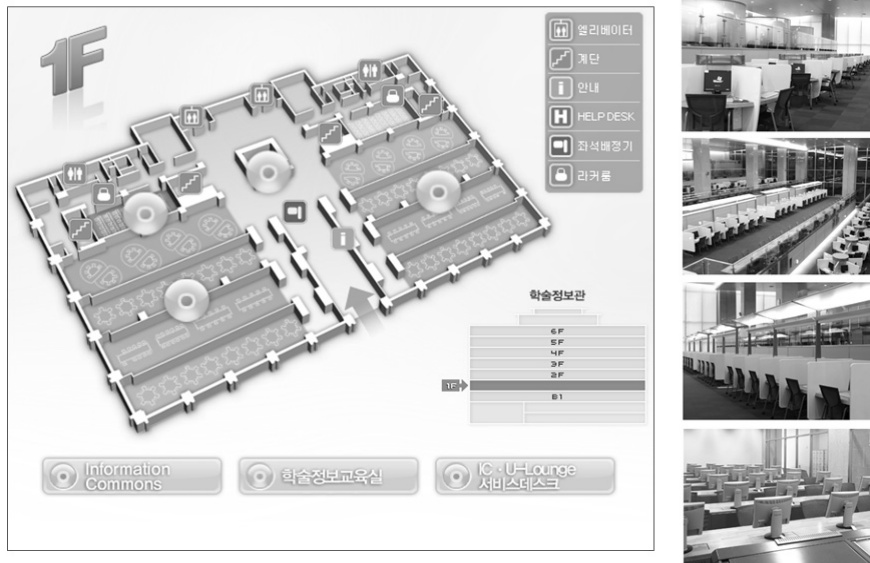 1F
엘리베이터
계단
안내
HELP DESK
좌석배정기
라커룸
학술정보관
6F
5F
4F
3F
2F
1F
B1
Information
Commons
학술정보교육실
IC · U-Lounge
서비스데스크